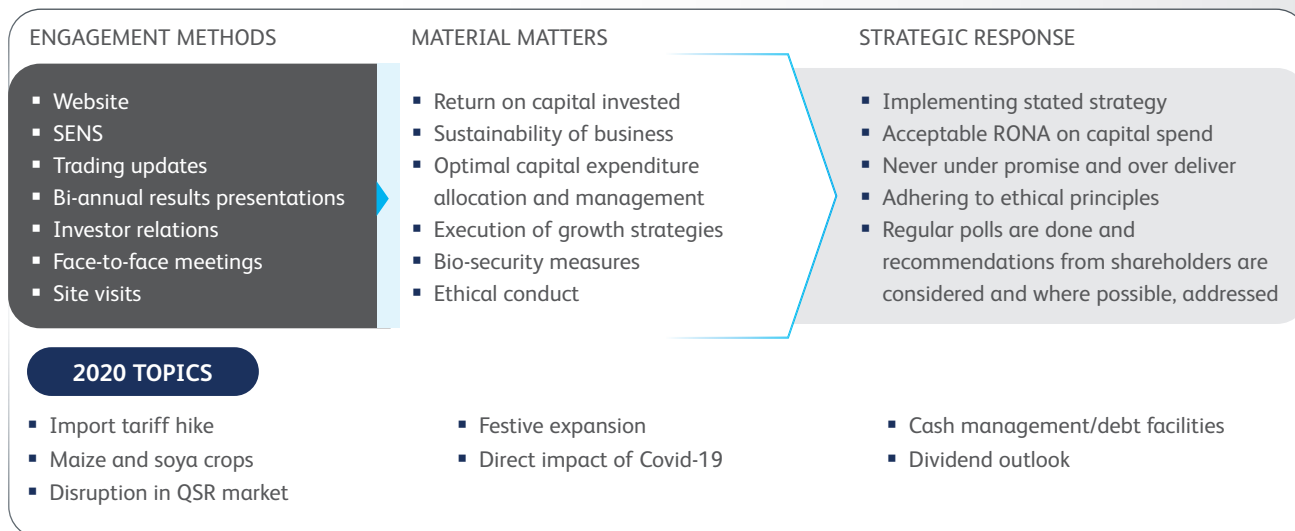 ENGAGEMENT METHODS
▪ Website
▪ SENS
▪ Trading updates
▪ Bi-annual results presentations
▪ Investor relations
▪ Face-to-face meetings
▪ Site visits
MATERIAL MATTERS
▪ Return on capital invested
▪ Sustainability of business
▪ Optimal capital expenditure
allocation and management
▪ Execution of growth strategies
▪ Bio-security measures
▪ Ethical conduct
STRATEGIC RESPONSE
▪ Implementing stated strategy
▪ Acceptable RONA on capital spend
▪ Never under promise and over deliver
▪ Adhering to ethical principles
▪ Regular polls are done and
recommendations from shareholders are
considered and where possible, addressed
2020 TOPICS
▪ Import tariff hike
▪ Maize and soya crops
▪ Disruption in QSR market
▪ Festive expansion
▪ Direct impact of Covid-19
▪ Cash management/debt facilities
▪ Dividend outlook